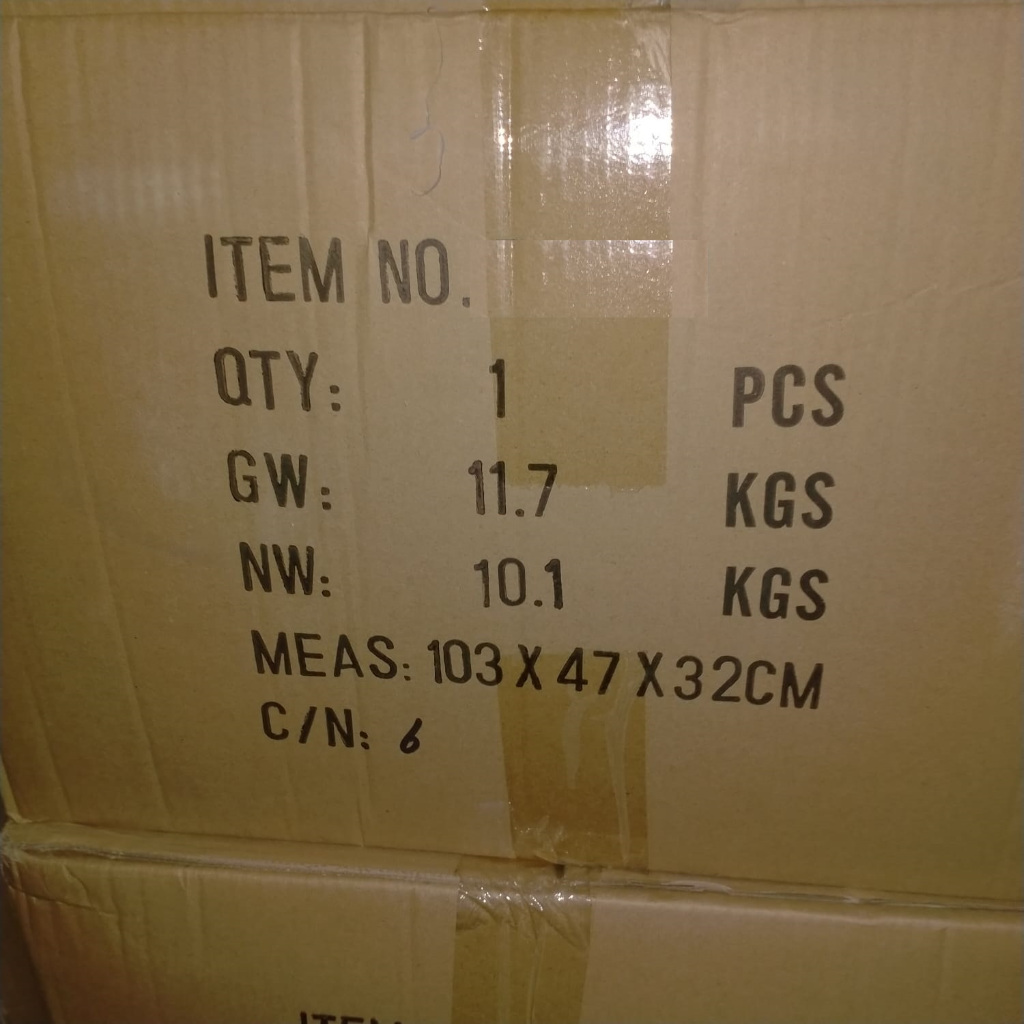 ITEM NO.
QTY: 1 PCS
GW: 11.7 KGS
NW: 10.1 KGS
MEAS: 103 X 47 X 32CM
C/N: 6